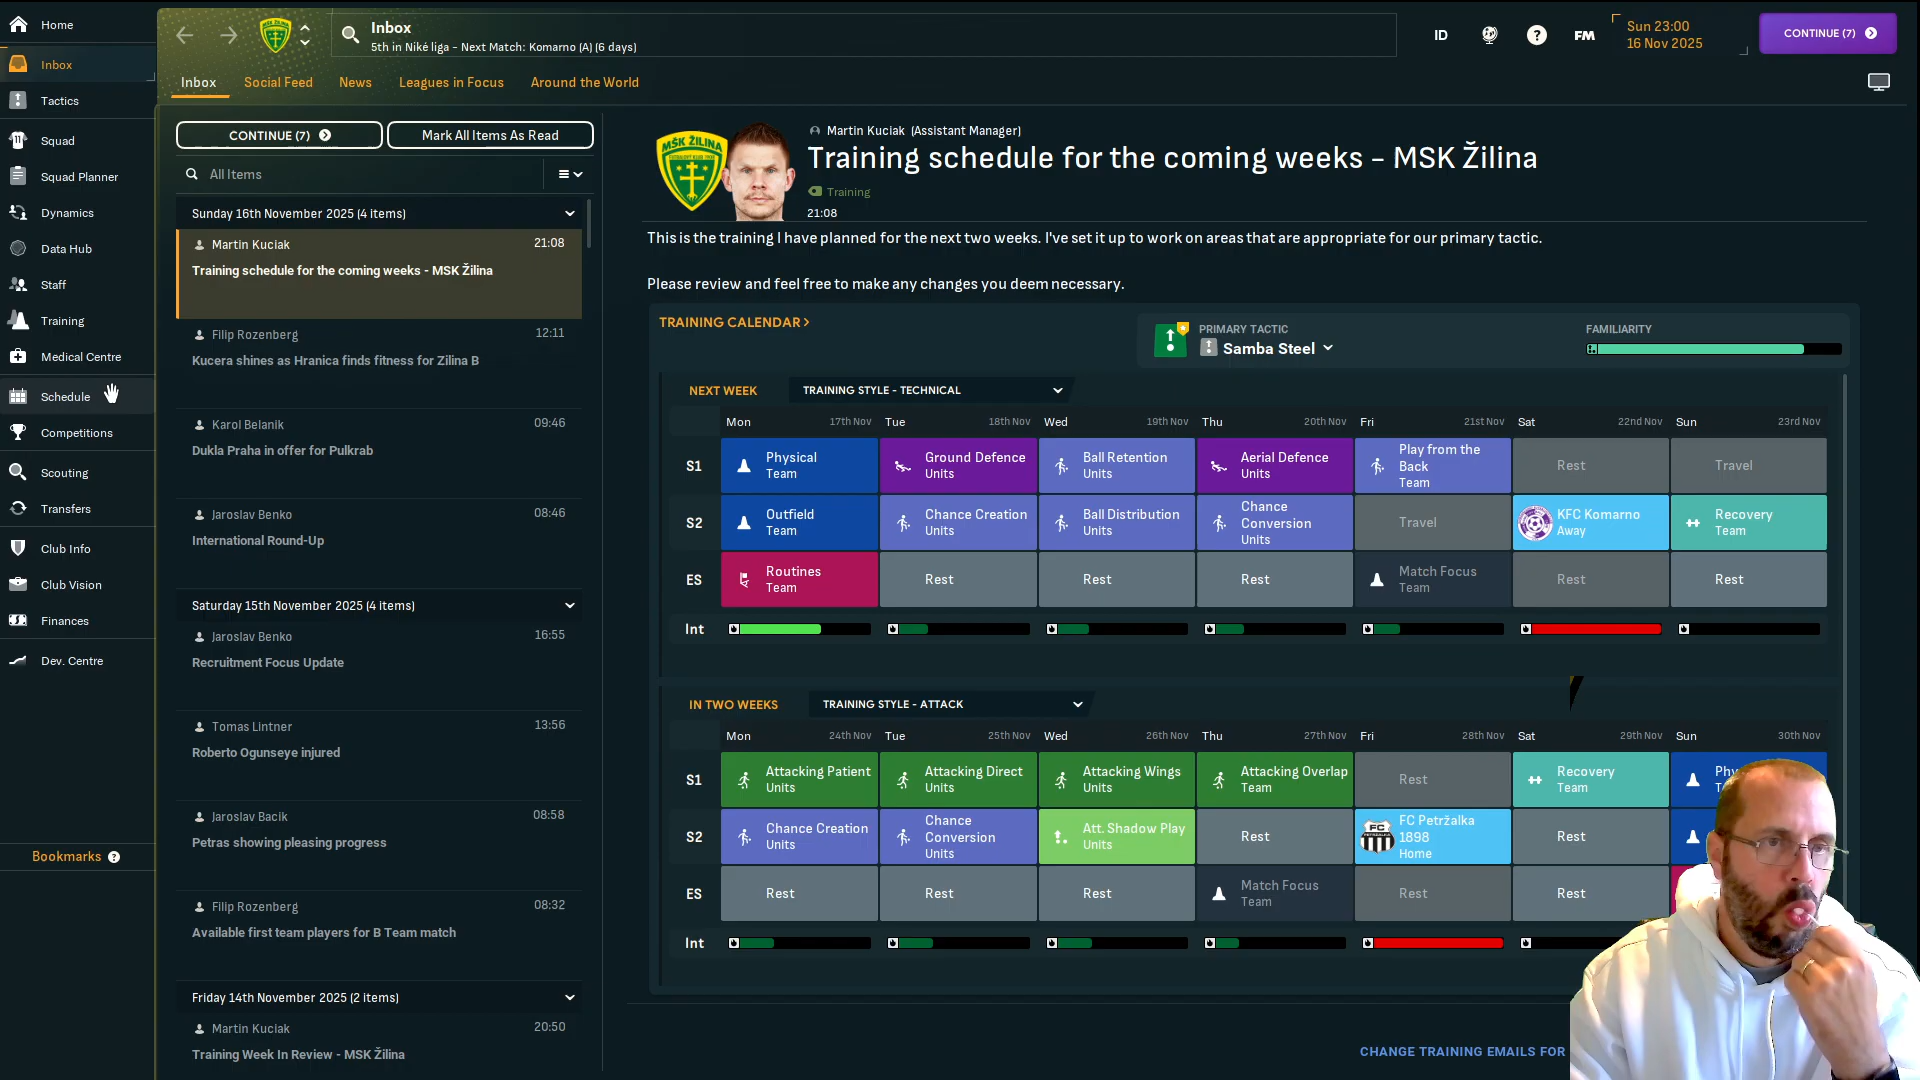 Home
Inbox
Tactics
Squad
Squad Planner
Dynamics
Data Hub
Staff
Training
Medical Centre
Schedule
Competitions
Scouting
Transfers
Club Info
Club Vision
Finances
Dev. Centre
Bookmarks ?
Inbox
5th in Niké liga - Next Match: Komarno (A) (6 days)
ID
?
FM
Sun 23:00
16 Nov 2025
CONTINUE (7)
Inbox Social Feed News Leagues in Focus Around the World
CONTINUE (7)
Mark All Items As Read
All Items
Sunday 16th November 2025 (4 items)
Martin Kuciak 21:08
Training schedule for the coming weeks - MSK Žilina
Filip Rozenberg 12:11
Kucera shines as Hranica finds fitness for Zilina B
Karol Belanik 09:46
Dukla Praha in offer for Pulkrab
Jaroslav Benko 08:46
International Round-Up
Saturday 15th November 2025 (4 items)
Jaroslav Benko 16:55
Recruitment Focus Update
Tomas Lintner 13:56
Roberto Ogunseye injured
Jaroslav Bacik 08:58
Petras showing pleasing progress
Filip Rozenberg 08:32
Available first team players for B Team match
Friday 14th November 2025 (2 items)
Martin Kuciak 20:50
Training Week In Review - MSK Žilina
MŠK ŽILINA
Martin Kuciak (Assistant Manager)
Training schedule for the coming weeks - MSK Žilina
Training
21:08
This is the training I have planned for the next two weeks. I've set it up to work on areas that are appropriate for our primary tactic.
Please review and feel free to make any changes you deem necessary.
TRAINING CALENDAR >
PRIMARY TACTIC
Samba Steel
FAMILIARITY
NEXT WEEK
TRAINING STYLE - TECHNICAL
Mon 17th Nov Tue 18th Nov Wed 19th Nov Thu 20th Nov Fri 21st Nov Sat 22nd Nov Sun 23rd Nov
S1
Physical
Team
Ground Defence
Units
Ball Retention
Units
Aerial Defence
Units
Play from the
Back
Team
Rest
Travel
S2
Outfield
Team
Chance Creation
Units
Ball Distribution
Units
Chance
Conversion
Units
Travel
KFC Komarno
Away
Recovery
Team
ES
Routines
Team
Rest
Rest
Rest
Match Focus
Team
Rest
Rest
Int
IN TWO WEEKS
TRAINING STYLE - ATTACK
Mon 24th Nov Tue 25th Nov Wed 26th Nov Thu 27th Nov Fri 28th Nov Sat 29th Nov Sun 30th Nov
S1
Attacking Patient
Units
Attacking Direct
Units
Attacking Wings
Units
Attacking Overlap
Team
Rest
Recovery
Team
S2
Chance Creation
Units
Chance
Conversion
Units
Att. Shadow Play
Units
Rest
FC Petržalka
1898
Home
Rest
ES
Rest
Rest
Rest
Match Focus
Team
Rest
Rest
Int
CHANGE TRAINING EMAILS FOR